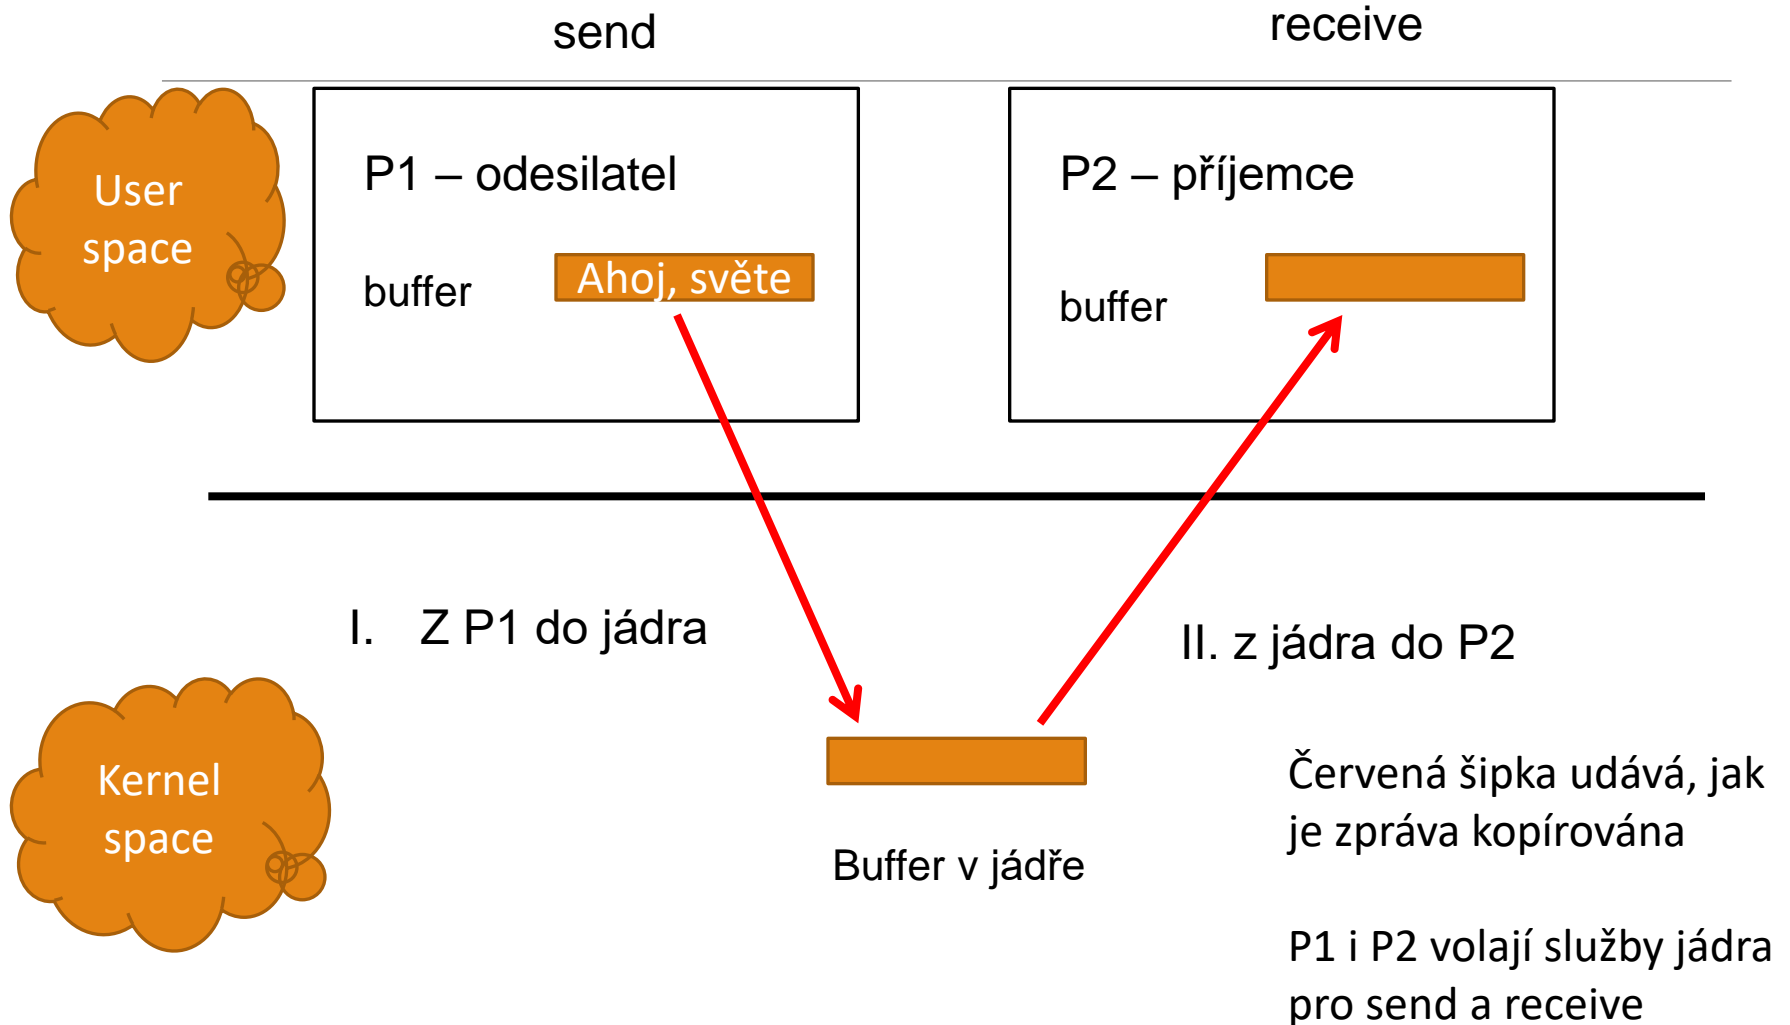 send
receive
User
space
P1 – odesilatel
buffer
Ahoj, světe
P2 – příjemce
buffer
I. Z P1 do jádra
II. z jádra do P2
Kernel
space
Buffer v jádře
Červená šipka udává, jak
je zpráva kopírována
P1 i P2 volají služby jádra
pro send a receive